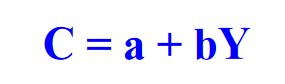 C = a + bY